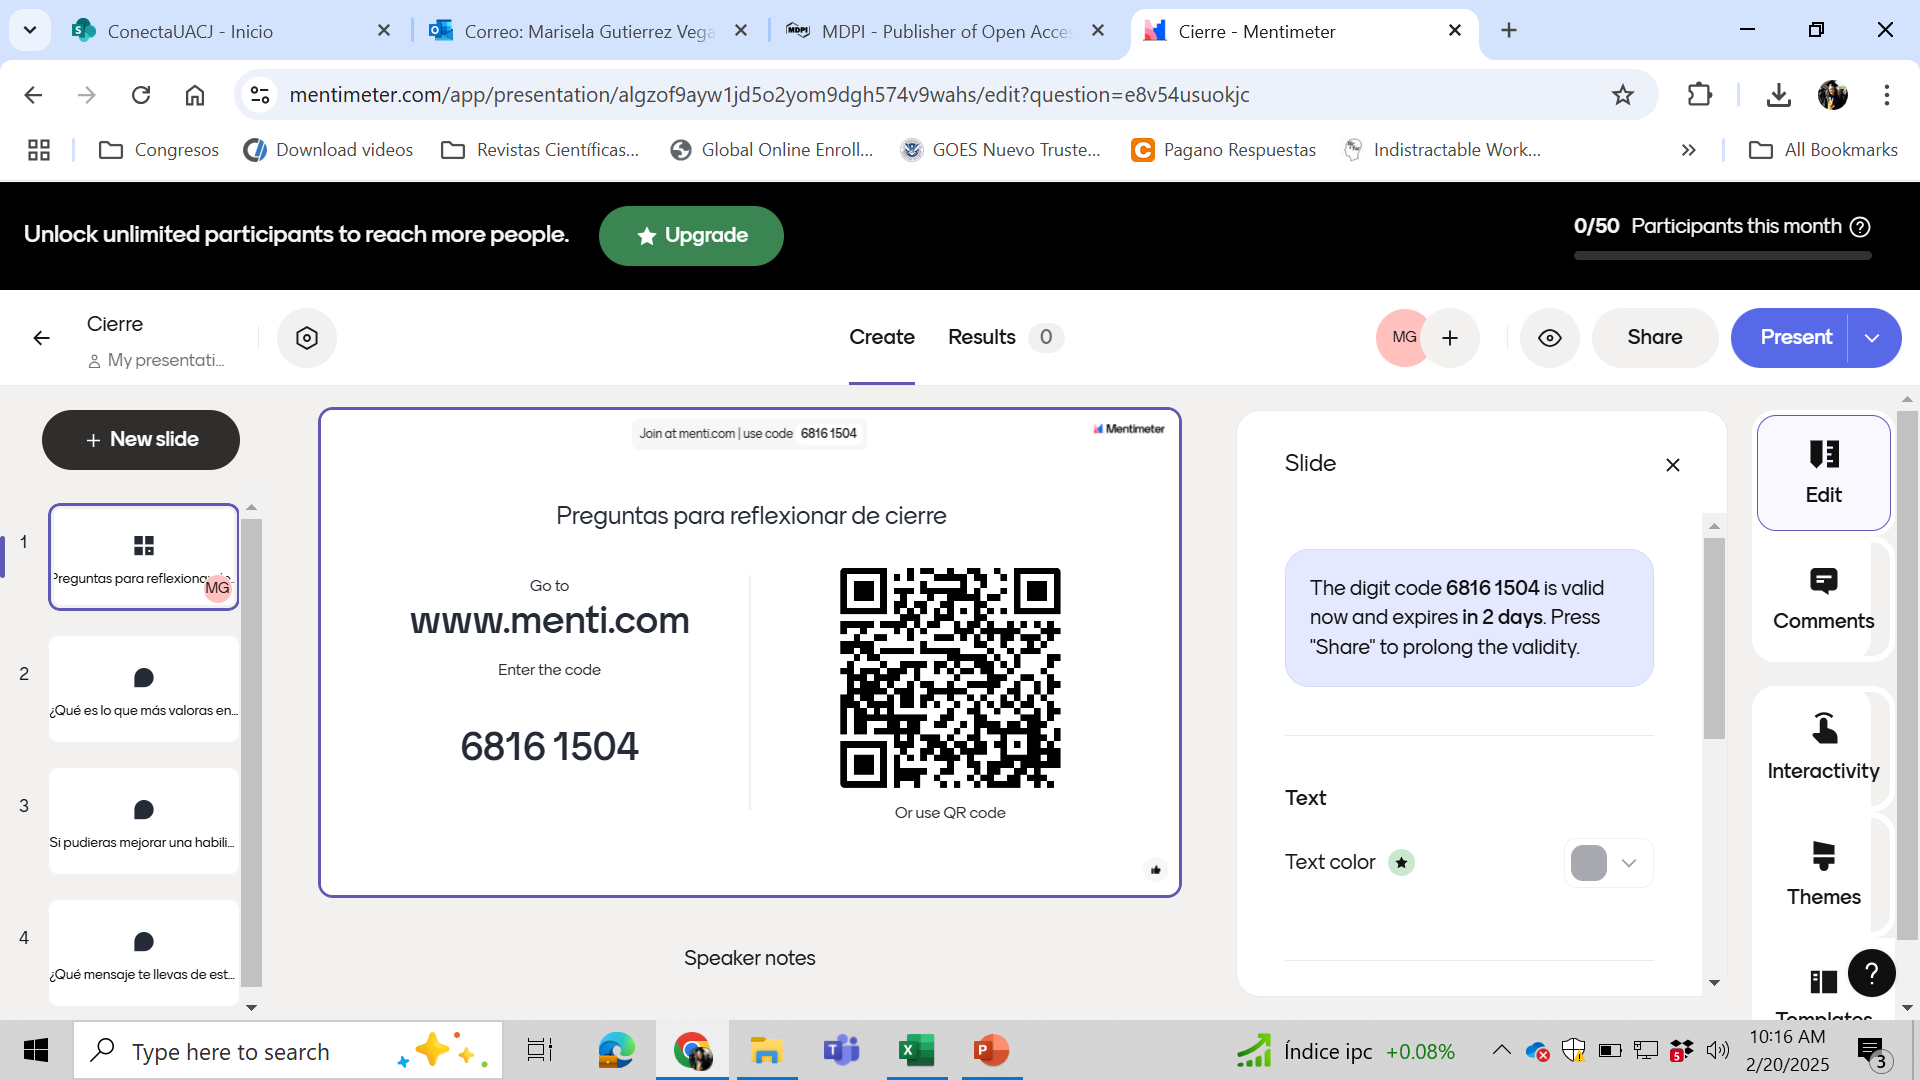 ConectaUACJ - Inicio
Correo: Marisela Gutierrez Vega
MDPI - Publisher of Open Acces
Cierre - Mentimeter
mentimeter.com/app/presentation/algzof9ayw1jd5o2yom9dgh574v9wahs/edit?question=e8v54usuokjc
Congresos
Download videos
Revistas Científicas...
Global Online Enroll...
GOES Nuevo Truste...
Pagano Respuestas
Indistractable Work...
All Bookmarks
Unlock unlimited participants to reach more people.
Upgrade
0/50 Participants this month
Cierre
My presentati...
Create
Results 0
MG
Share
Present
New slide
Join at menti.com | use code 6816 1504
Mentimeter
Preguntas para reflexionar de cierre
Go to
www.menti.com
Enter the code
6816 1504
Or use QR code
Speaker notes
1
Preguntas para reflexionar
MG
2
¿Qué es lo que más valoras en...
3
Si pudieras mejorar una habili...
4
¿Qué mensaje te llevas de est...
Slide
The digit code 6816 1504 is valid
now and expires in 2 days. Press
"Share" to prolong the validity.
Text
Text color
Edit
Comments
Interactivity
Themes
Templates
Type here to search
Índice ipc +0.08%
5
10:16 AM
2/20/2025
3